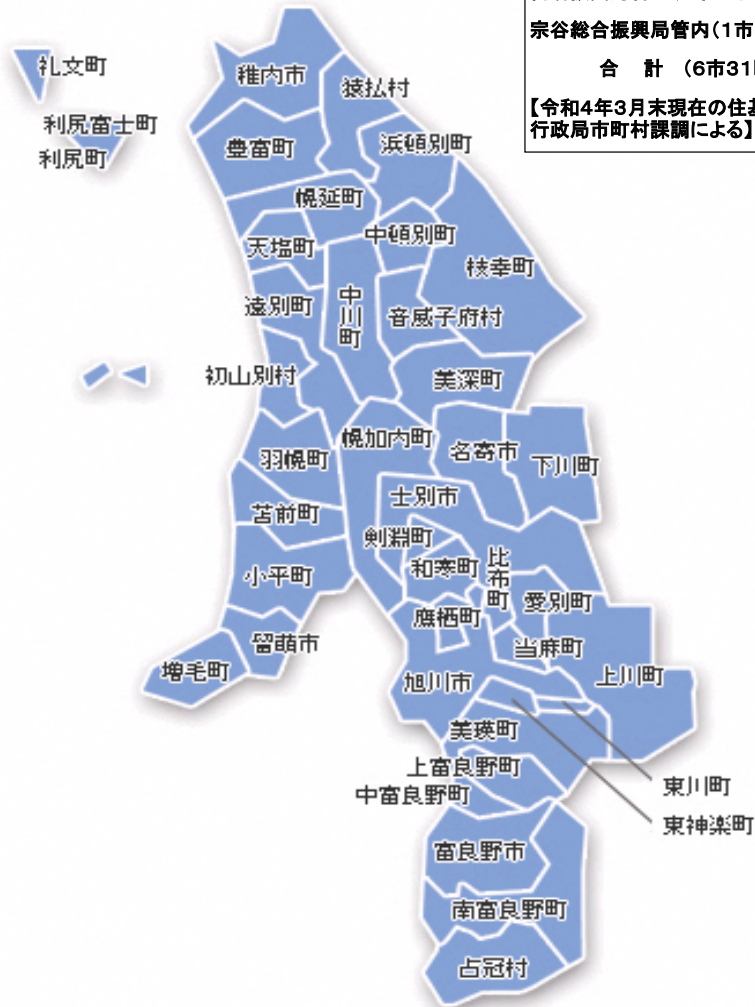 宗谷総合振興局管内(1市
合 計 (6市31
【令和4年3月末現在の住
行政局市町村課調による】
礼文町
利尻富士町
利尻町
稚内市
猿払村
豊富町
浜頓別町
幌延町
中頓別町
天塩町
枝幸町
遠別町
中川町
音威子府村
初山別村
美深町
幌加内町
名寄市
下川町
羽幌町
士別市
苫前町
剣淵町
和寒町
比布町
小平町
愛別町
鷹栖町
留萌市
当麻町
増毛町
旭川市
上川町
美瑛町
上富良野町
東川町
中富良野町
東神楽町
富良野市
南富良野町
占冠村